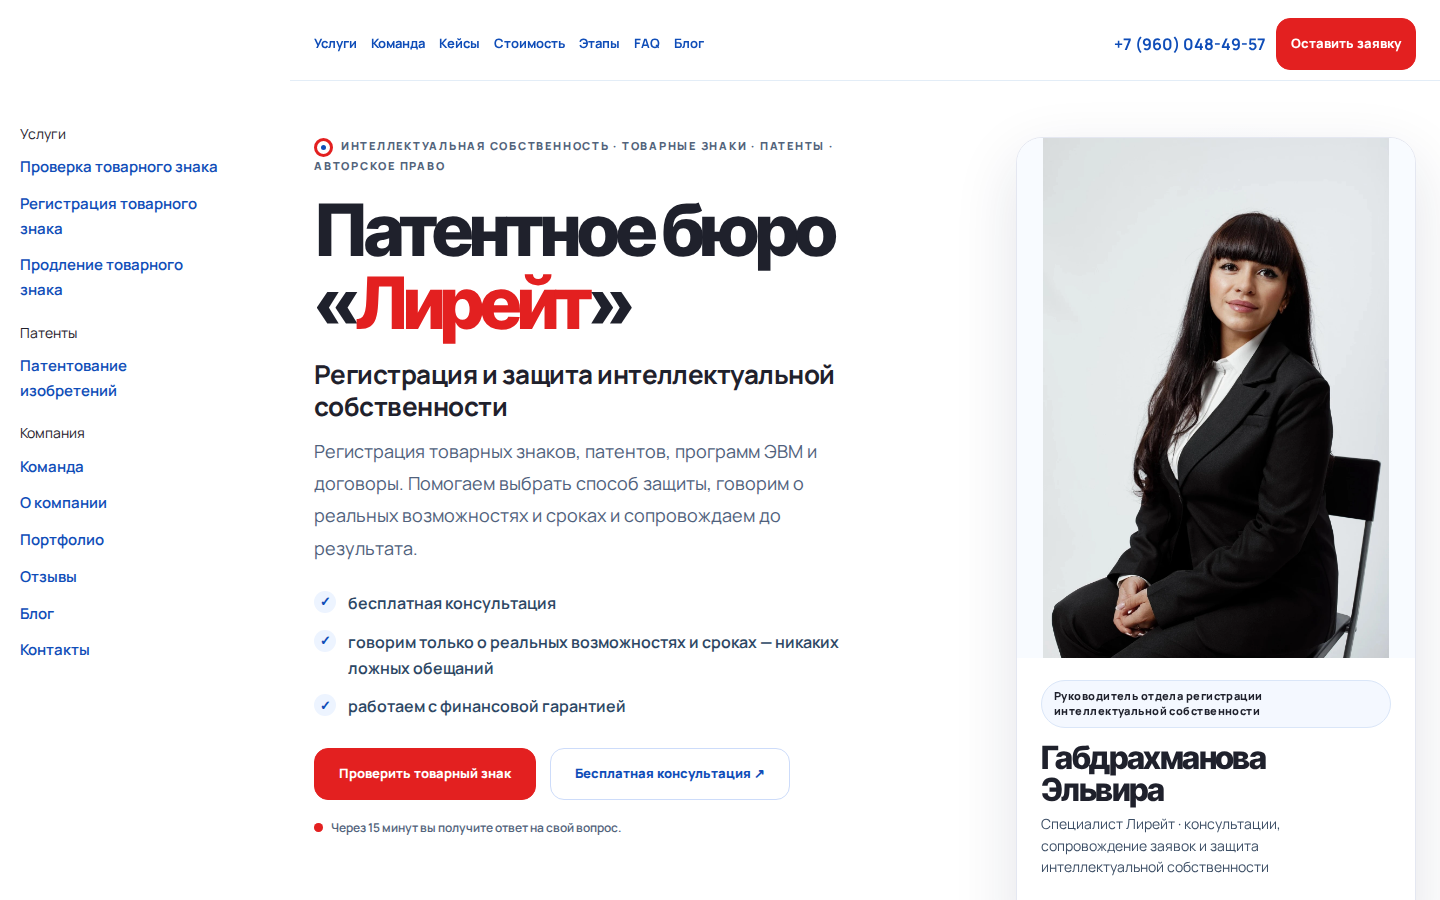 Услуги Команда Кейсы Стоимость Этапы FAQ Блог
+7 (960) 048-49-57
Оставить заявку
Услуги
Проверка товарного знака
Регистрация товарного
знака
Продление товарного
знака
Патенты
Патентование
изобретений
Компания
Команда
О компании
Портфолио
Отзывы
Блог
Контакты
ИНТЕЛЛЕКТУАЛЬНАЯ СОБСТВЕННОСТЬ · ТОВАРНЫЕ ЗНАКИ · ПАТЕНТЫ ·
АВТОРСКОЕ ПРАВО
Патентное бюро
«Лирейт»
Регистрация и защита интеллектуальной
собственности
Регистрация товарных знаков, патентов, программ ЭВМ и
договоры. Помогаем выбрать способ защиты, говорим о
реальных возможностях и сроках и сопровождаем до
результата.
✓ бесплатная консультация
✓ говорим только о реальных возможностях и сроках — никаких
ложных обещаний
✓ работаем с финансовой гарантией
Проверить товарный знак
Бесплатная консультация ↗
Через 15 минут вы получите ответ на свой вопрос.
Руководитель отдела регистрации
интеллектуальной собственности
Габдрахманова
Эльвира
Специалист Лирейт · консультации,
сопровождение заявок и защита
интеллектуальной собственности